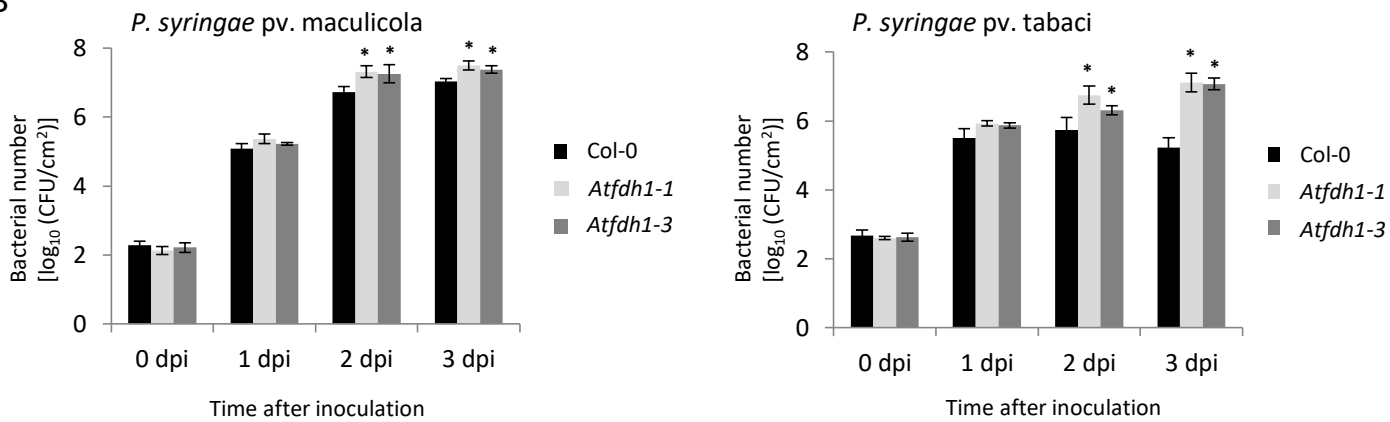 P. syringae pv. maculicola
8
6
4
2
0
Bacterial number
[log10 (CFU/cm2)]
* *
* *
0 dpi 1 dpi 2 dpi 3 dpi
Time after inoculation
Col-0
Atfdh1-1
Atfdh1-3
P. syringae pv. tabaci
8
6
4
2
0
Bacterial number
[log10 (CFU/cm2)]
* *
* *
0 dpi 1 dpi 2 dpi 3 dpi
Time after inoculation
Col-0
Atfdh1-1
Atfdh1-3